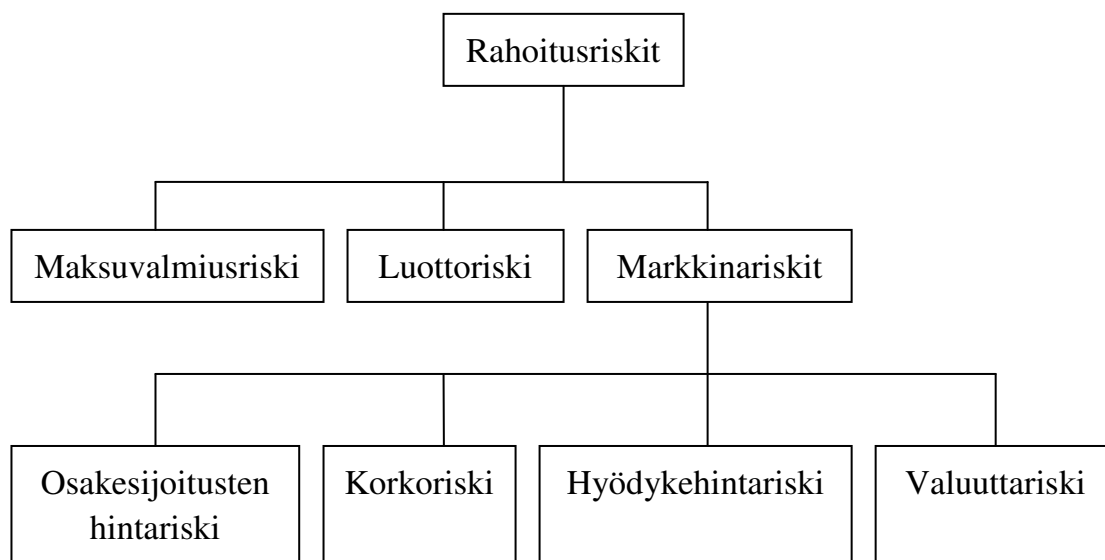 Rahoitusriskit
Maksuvalmiusriski
Luottoriski
Markkinariskit
Osakesijoitusten
hintariski
Korkoriski
Hyödykehintariski
Valuuttariski